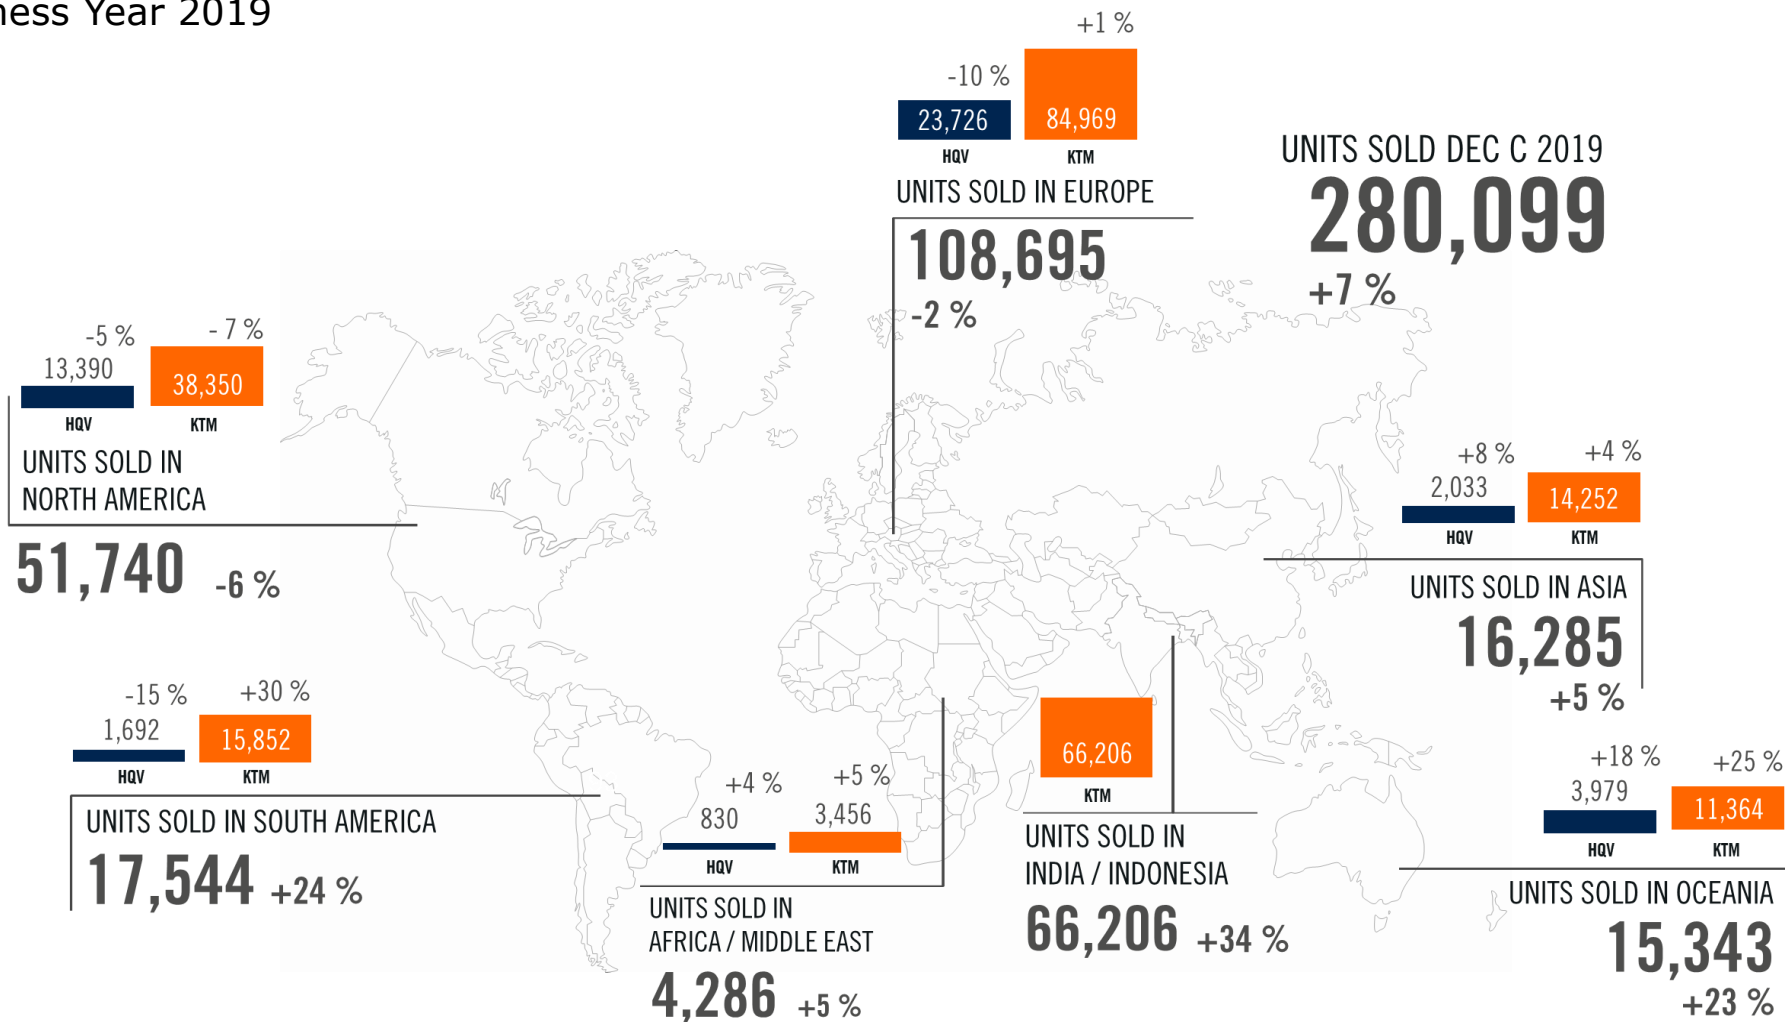 ness Year 2019
+1 %
-10 %
23,726
84,969
HQV
KTM
UNITS SOLD IN EUROPE
108,695
-2 %
UNITS SOLD DEC C 2019
280,099
+7 %
-5 %
- 7 %
13,390
38,350
HQV
KTM
UNITS SOLD IN
NORTH AMERICA
51,740 -6 %
+8 %
+4 %
2,033
14,252
HQV
KTM
UNITS SOLD IN ASIA
16,285
+5 %
-15 %
+30 %
1,692
15,852
HQV
KTM
UNITS SOLD IN SOUTH AMERICA
17,544 +24 %
+4 %
+5 %
830
3,456
HQV
KTM
UNITS SOLD IN
AFRICA / MIDDLE EAST
4,286 +5 %
66,206
KTM
UNITS SOLD IN
INDIA / INDONESIA
66,206 +34 %
+18 %
+25 %
3,979
11,364
HQV
KTM
UNITS SOLD IN OCEANIA
15,343
+23 %